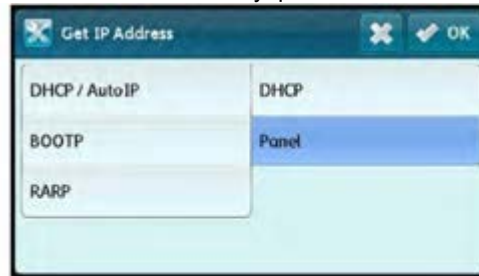 Get IP Address
OK
DHCP / AutoIP
DHCP
BOOTP
Panel
RARP